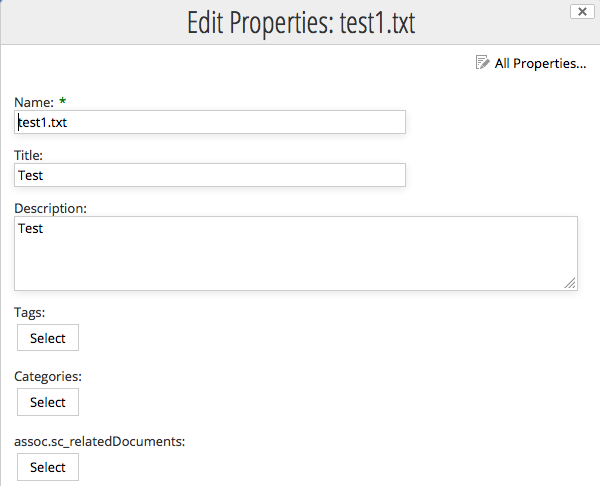 Edit Properties: test1.txt
All Properties...
Name: *
test1.txt
Title:
Test
Description:
Test
Tags:
Select
Categories:
Select
assoc.sc_relatedDocuments:
Select